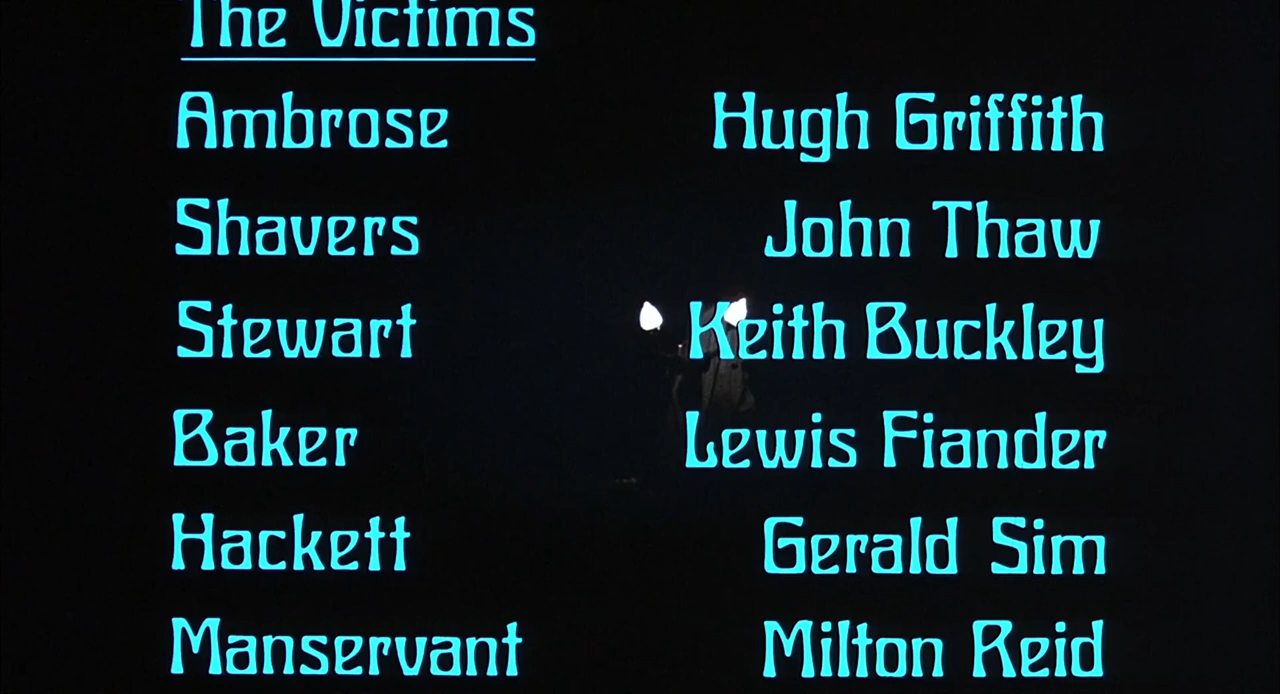 The Victims
Ambrose Hugh Griffith
Shavers John Thaw
Stewart Keith Buckley
Baker Lewis Fiander
Hackett Gerald Sim
Manservant Milton Reid